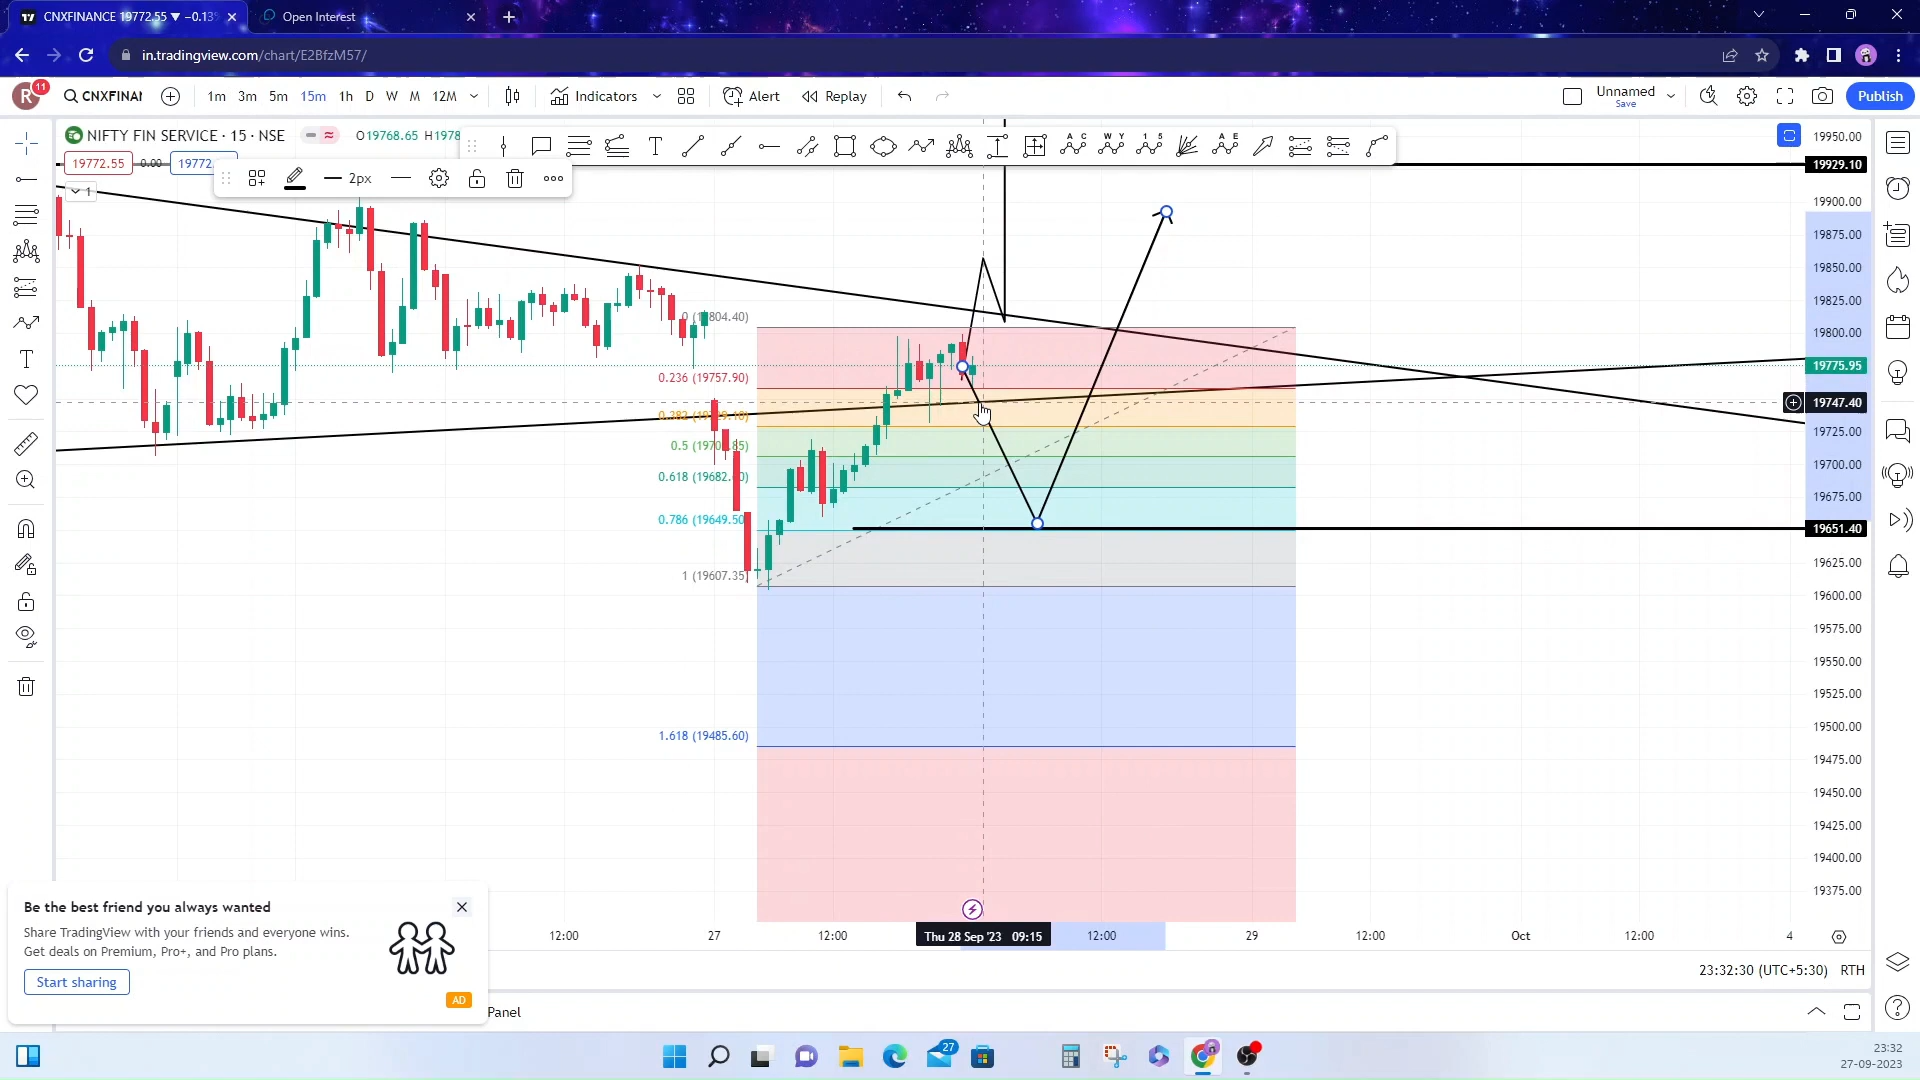 CNXFINANCE 19772.55 ▼ −0.13%
Open Interest
in.tradingview.com/chart/E2BfzM57/
R
11
CNXFINAN
1m 3m 5m 15m 1h D W M 12M
Indicators
Alert
Replay
Unnamed
Save
Publish
NIFTY FIN SERVICE · 15 · NSE
O19768.65 H1978
19772.55
0.00
19772.
1
2px
19950.00
19929.10
19900.00
19875.00
19850.00
19825.00
19800.00
19775.95
19747.40
19725.00
19700.00
19675.00
19651.40
19625.00
19600.00
19575.00
19550.00
19525.00
19500.00
19475.00
19450.00
19425.00
19400.00
19375.00
0 (19804.40)
0.236 (19757.90)
0.5
0.618
0.786 (19649.50)
1 (19607.35)
1.618 (19485.60)
Be the best friend you always wanted
Share TradingView with your friends and everyone wins.
Get deals on Premium, Pro+, and Pro plans.
Start sharing
AD
12:00
27
12:00
Thu 28 Sep '23 09:15
12:00
29
12:00
Oct
12:00
4
23:32:30 (UTC+5:30) RTH
Panel
27
23:32
27-09-2023